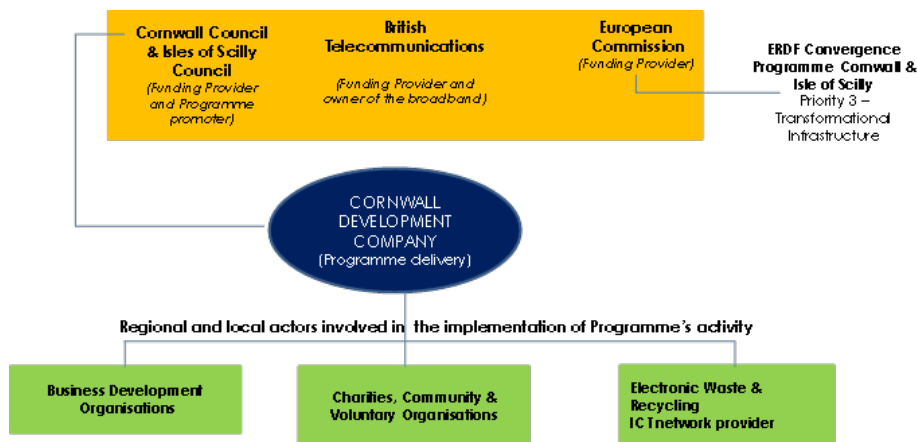 Cornwall Council
& Isles of Scilly
Council
(Funding Provider
and Programme
promoter)
British
Telecommunications
(Funding Provider and
owner of the broadband)
European
Commission
(Funding Provider)
ERDF Convergence
Programme Cornwall &
Isle of Scilly
Priority 3 –
Transformational
Infrastructure
CORNWALL
DEVELOPMENT
COMPANY
(Programme delivery)
Regional and local actors involved in the implementation of Programme's activity
Business Development
Organisations
Charities, Community &
Voluntary Organisations
Electronic Waste &
Recycling
ICT network provider